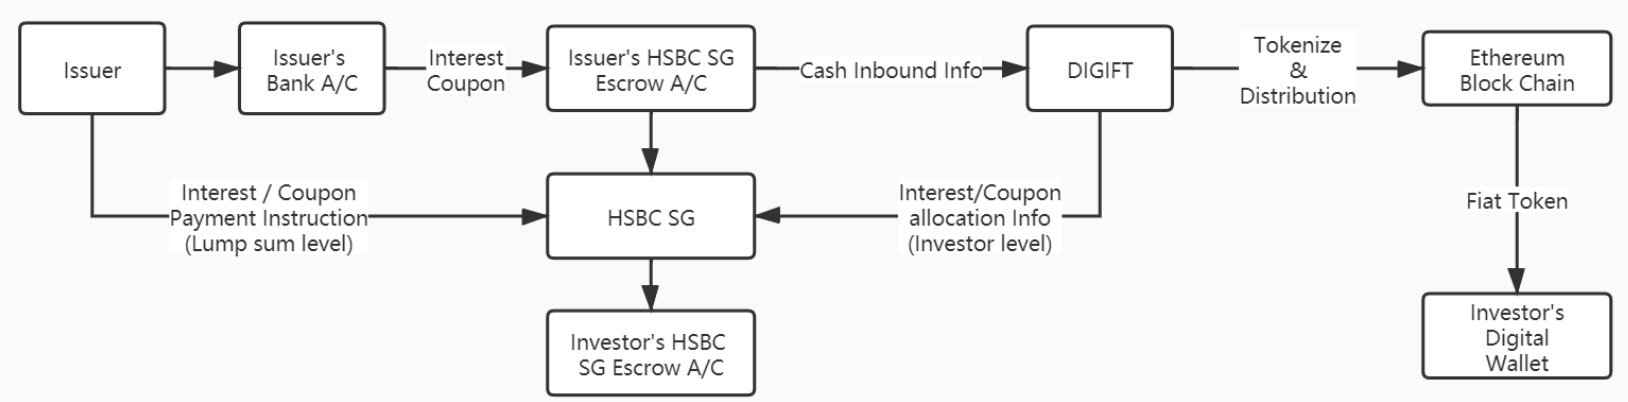 Issuer
Issuer's
Bank A/C
Interest
Coupon
Issuer's HSBC SG
Escrow A/C
Cash Inbound Info
DIGIFT
Tokenize
&
Distribution
Ethereum
Block Chain
Interest / Coupon
Payment Instruction
(Lump sum level)
HSBC SG
Interest/Coupon
allocation Info
(Investor level)
Fiat Token
Investor's HSBC
SG Escrow A/C
Investor's
Digital
Wallet